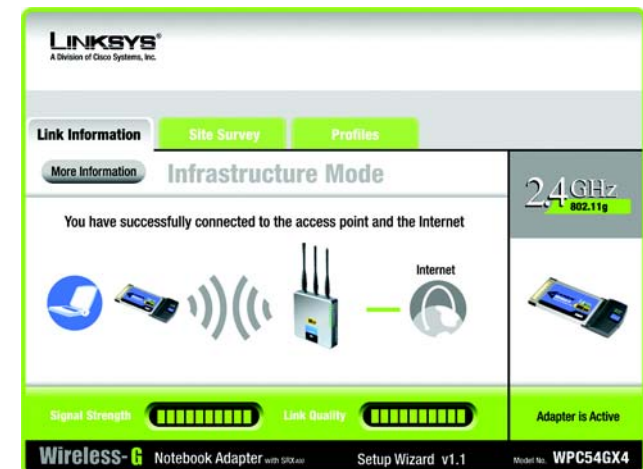 LINKSYS®
A Division of Cisco Systems, Inc.
Link Information
Site Survey
Profiles
More Information
Infrastructure Mode
2.4GHz
802.11g
You have successfully connected to the access point and the Internet
Internet
Signal Strength
Link Quality
Adapter is Active
Wireless-G Notebook Adapter with SRX400 Setup Wizard v1.1 Model No. WPC54GX4